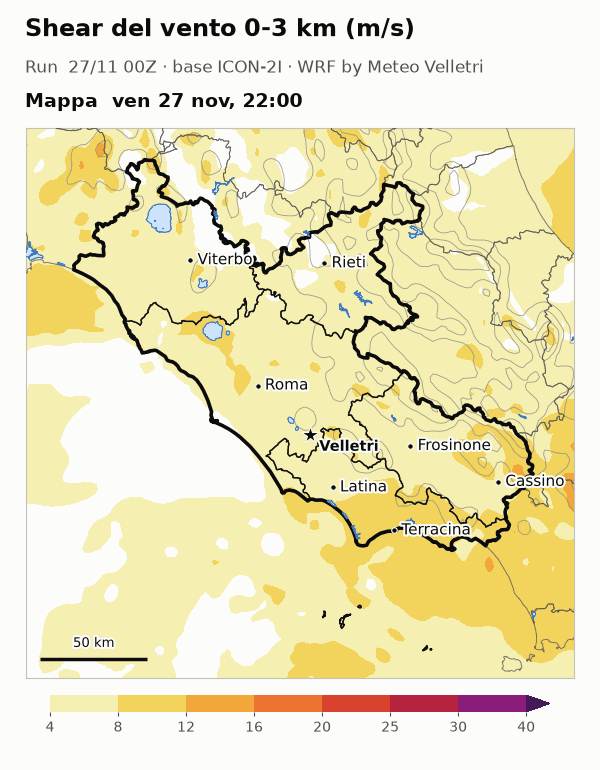 Shear del vento 0-3 km (m/s)
Run  27/11 00Z · base ICON-2I · WRF by Meteo Velletri
Mappa  ven 27 nov, 22:00
Viterbo
Rieti
Roma
Velletri
Frosinone
Cassino
Latina
Terracina
50 km
4 8 12 16 20 25 30 40